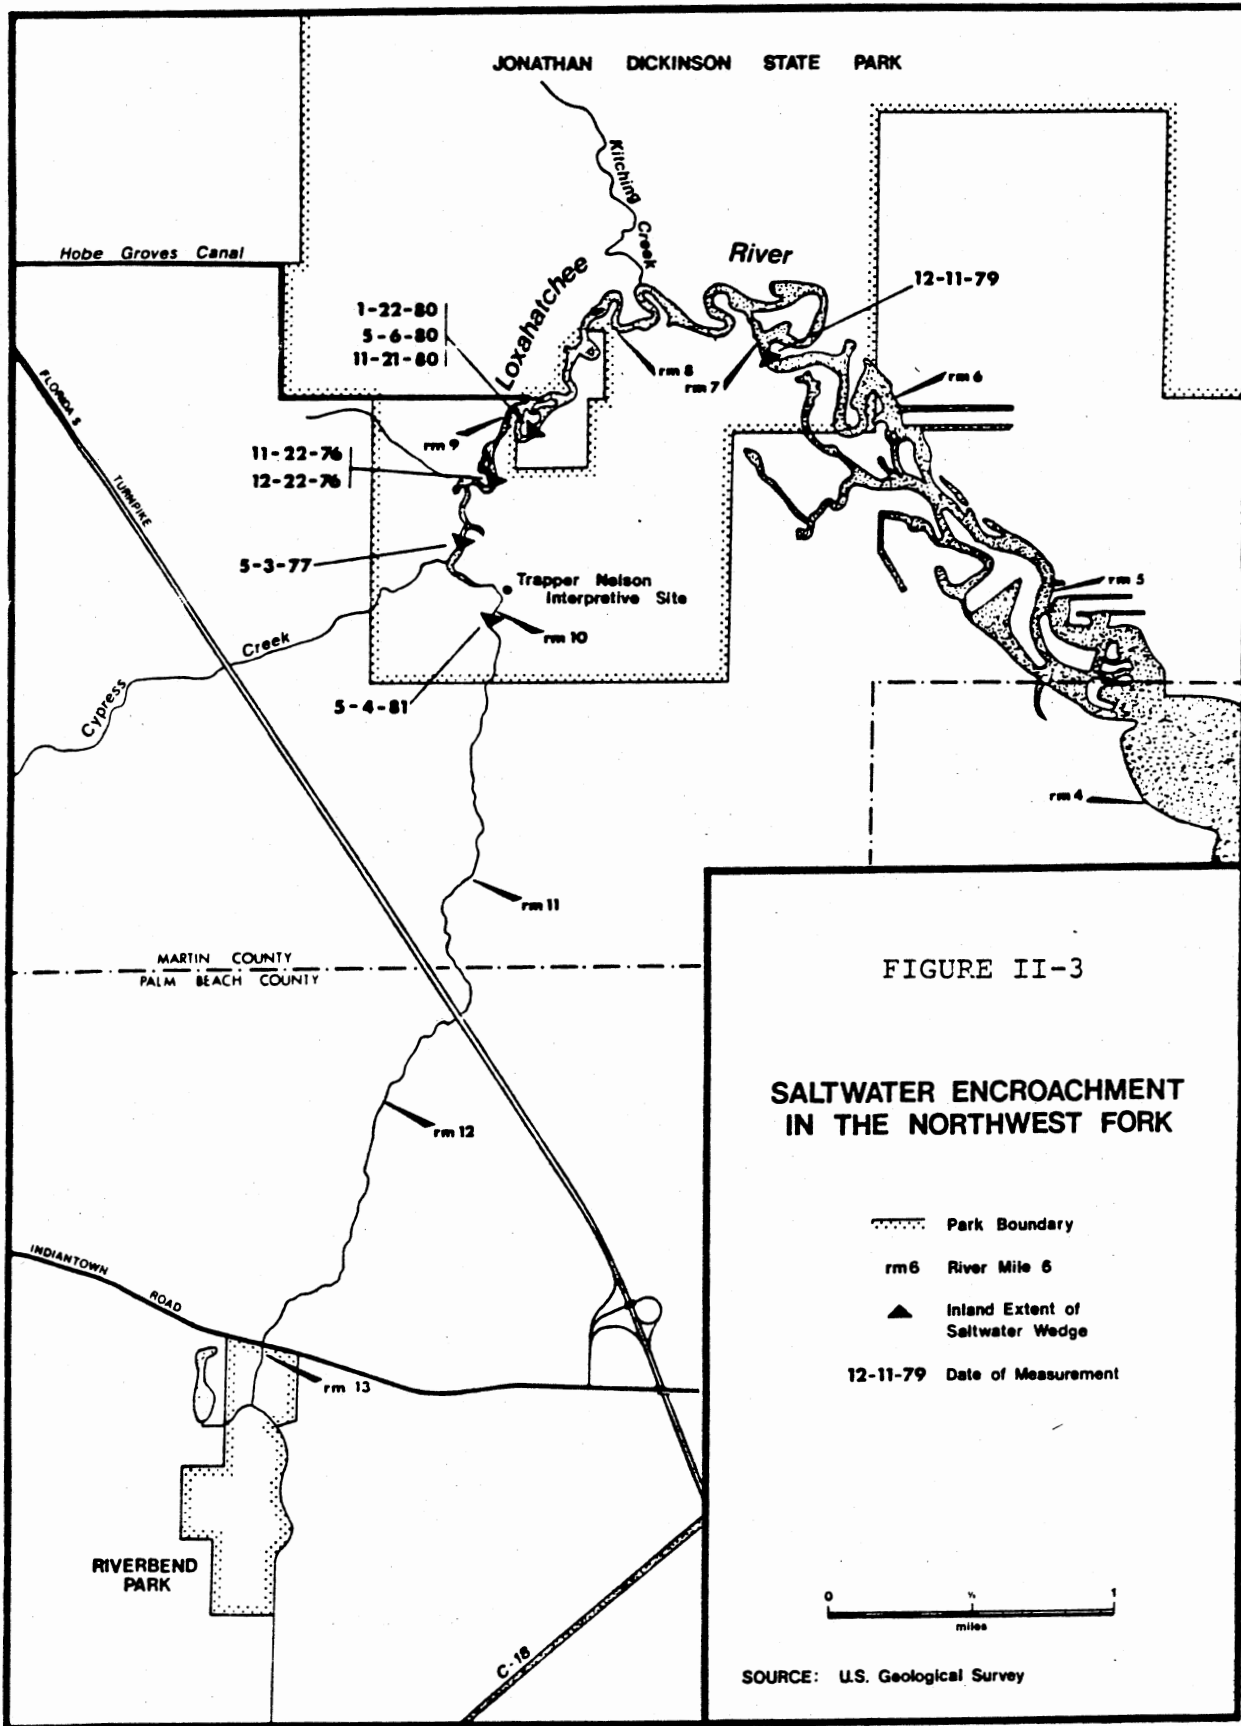 JONATHAN DICKINSON STATE PARK
Kitching Creek
Hobe Groves Canal
River
Loxahatchee
12-11-79
1-22-80
5-6-80
11-21-80
rm 8
rm 7
rm 6
rm 9
11-22-76
12-22-76
FLORIDA'S TURNPIKE
5-3-77
Trapper Nelson
Interpretive Site
rm 5
rm 10
Cypress Creek
5-4-81
rm 4
rm 11
MARTIN COUNTY
PALM BEACH COUNTY
rm 12
INDIANTOWN ROAD
rm 13
RIVERBEND
PARK
C-18
FIGURE II-3
SALTWATER ENCROACHMENT
IN THE NORTHWEST FORK
Park Boundary
rm6 River Mile 6
Inland Extent of
Saltwater Wedge
12-11-79 Date of Measurement
0 ½ 1
miles
SOURCE: U.S. Geological Survey